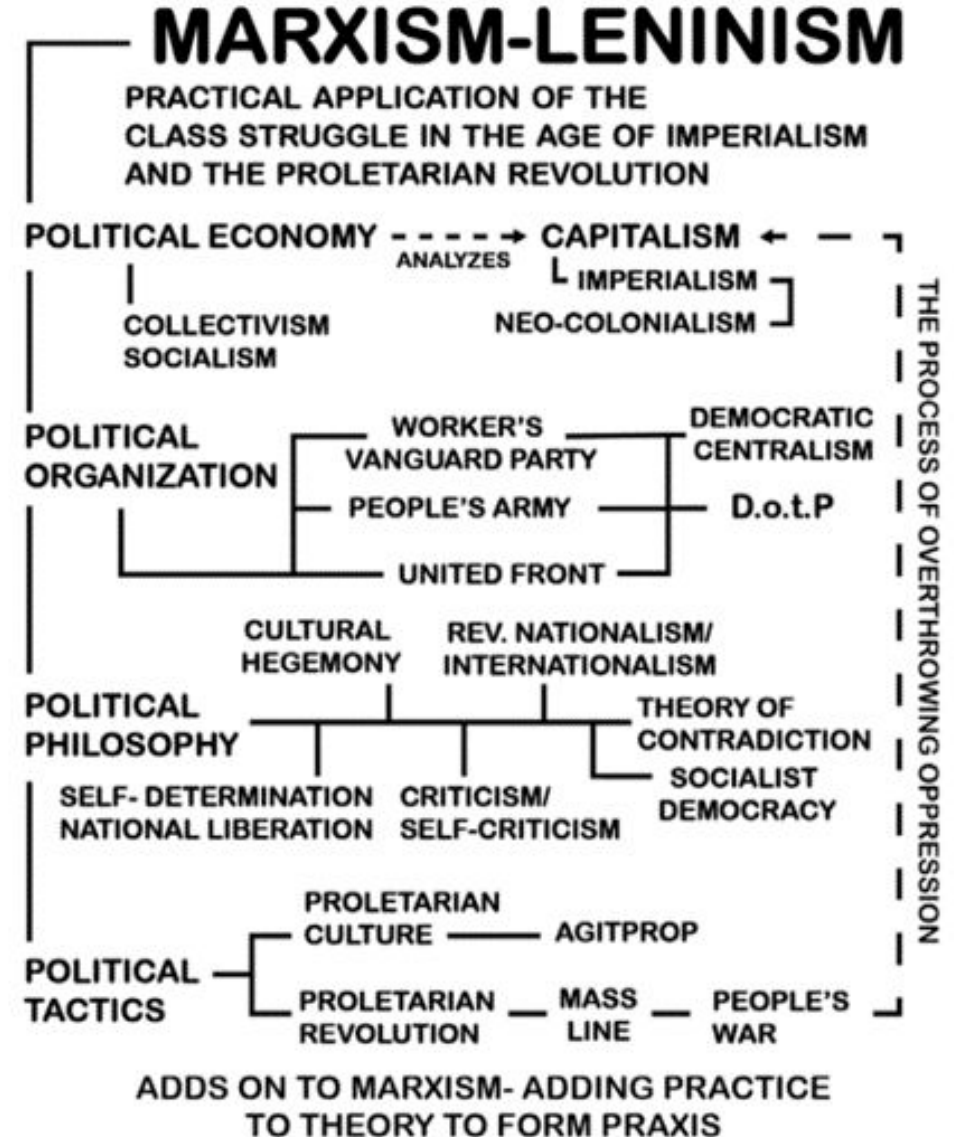 MARXISM-LENINISM
PRACTICAL APPLICATION OF THE
CLASS STRUGGLE IN THE AGE OF IMPERIALISM
AND THE PROLETARIAN REVOLUTION
POLITICAL ECONOMY
ANALYZES
CAPITALISM
IMPERIALISM
NEO-COLONIALISM
COLLECTIVISM
SOCIALISM
THE PROCESS OF OVERTHROWING OPPRESSION
POLITICAL
ORGANIZATION
WORKER'S
VANGUARD PARTY
PEOPLE'S ARMY
UNITED FRONT
DEMOCRATIC
CENTRALISM
D.o.t.P
POLITICAL
PHILOSOPHY
CULTURAL
HEGEMONY
REV. NATIONALISM/
INTERNATIONALISM
THEORY OF
CONTRADICTION
SOCIALIST
DEMOCRACY
SELF- DETERMINATION
NATIONAL LIBERATION
CRITICISM/
SELF-CRITICISM
POLITICAL
TACTICS
PROLETARIAN
CULTURE
AGITPROP
PROLETARIAN
REVOLUTION
MASS
LINE
PEOPLE'S
WAR
ADDS ON TO MARXISM- ADDING PRACTICE
TO THEORY TO FORM PRAXIS